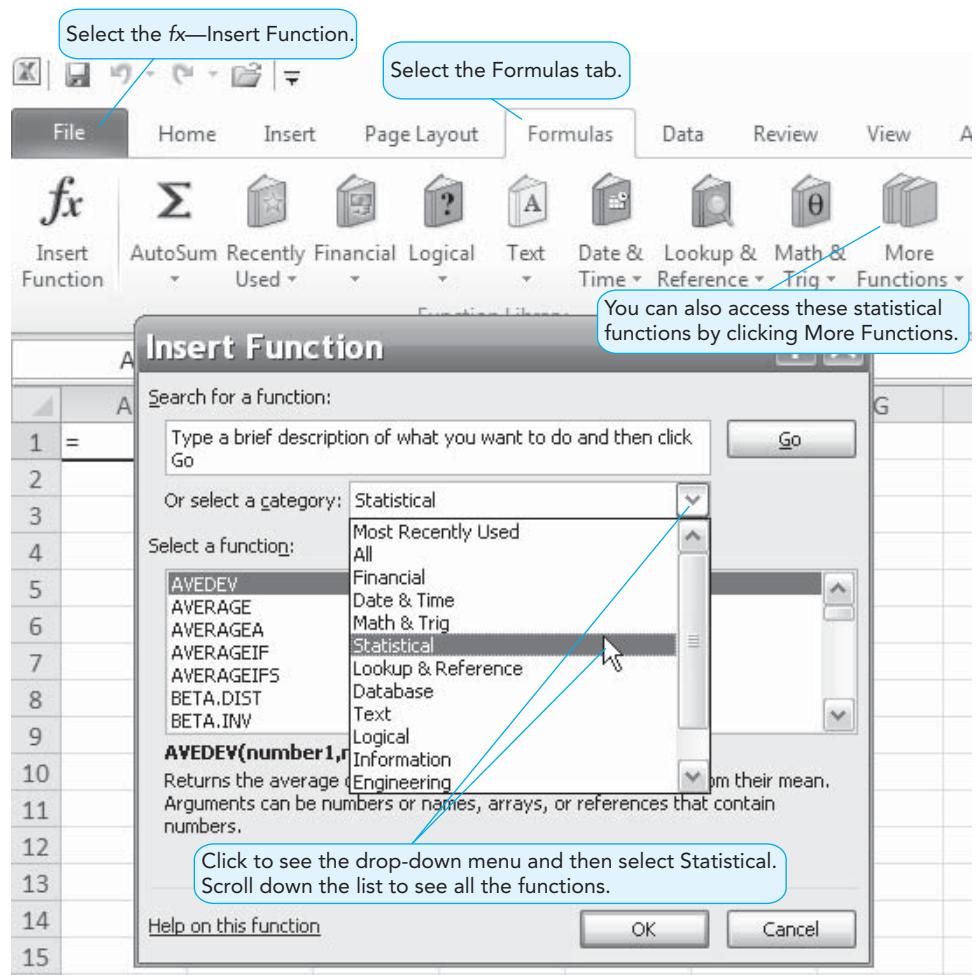 Select the fx—Insert Function.
Select the Formulas tab.
File Home Insert Page Layout Formulas Data Review View A
fx Σ ? A θ
Insert Function
AutoSum
Recently Used
Financial
Logical
Text
Date & Time
Lookup & Reference
Math & Trig
More Functions
You can also access these statistical
functions by clicking More Functions.
Insert Function
A
A G
Search for a function:
Type a brief description of what you want to do and then click
Go
Go
Or select a category: Statistical
Most Recently Used
All
Financial
Date & Time
Math & Trig
Statistical
Lookup & Reference
Database
Text
Logical
Information
Engineering
Select a function:
AVEDEV
AVERAGE
AVERAGEA
AVERAGEIF
AVERAGEIFS
BETA.DIST
BETA.INV
AVEDEV(number1,
Returns the average om their mean.
Arguments can be numbers or names, arrays, or references that contain
numbers.
Click to see the drop-down menu and then select Statistical.
Scroll down the list to see all the functions.
Help on this function
OK Cancel
1 =
2
3
4
5
6
7
8
9
10
11
12
13
14
15